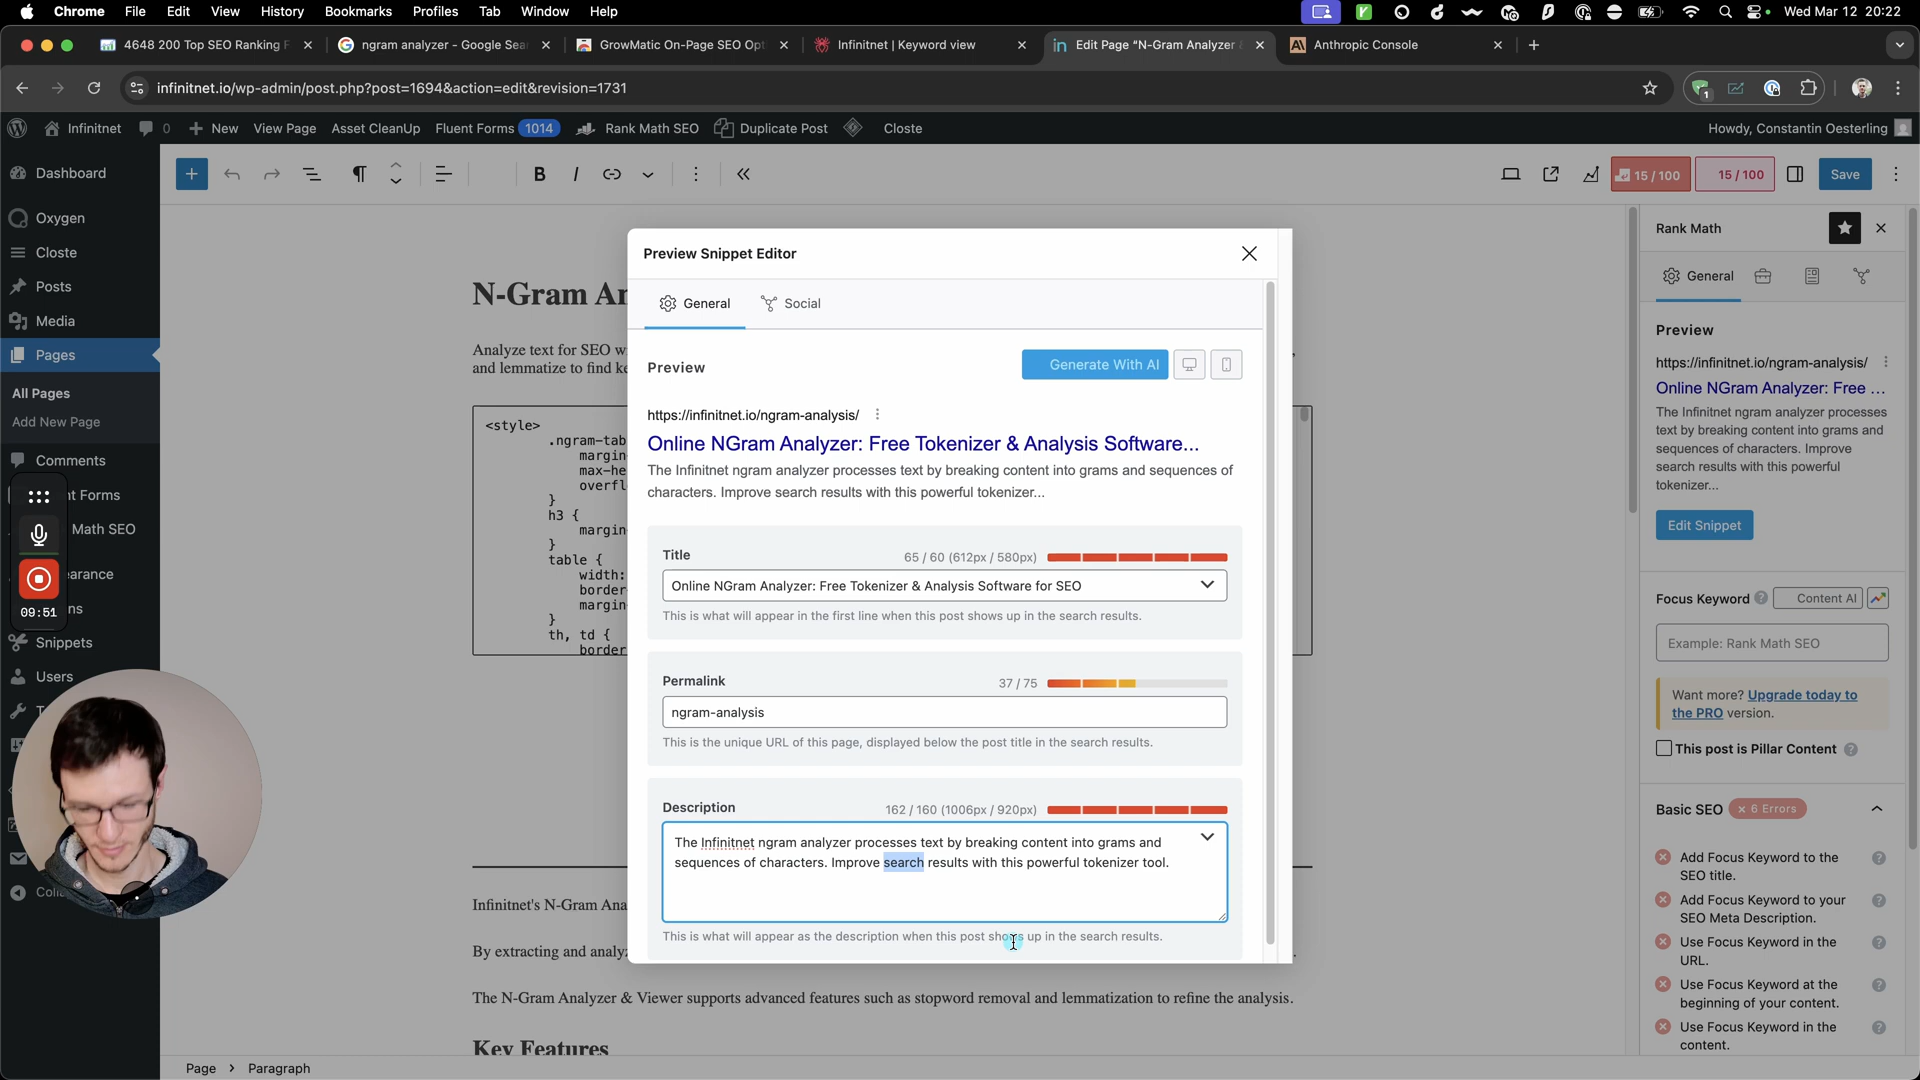 Chrome File Edit View History Bookmarks Profiles Tab Window Help Wed Mar 12 20:22
4648 200 Top SEO Ranking F
ngram analyzer - Google Sea
GrowMatic On-Page SEO Opt
Infinitnet | Keyword view
Edit Page “N-Gram Analyzer &
Anthropic Console
infinitnet.io/wp-admin/post.php?post=1694&action=edit&revision=1731
1
Infinitnet 0 New View Page Asset CleanUp Fluent Forms 1014 Rank Math SEO Duplicate Post Closte Howdy, Constantin Oesterling
Dashboard
Oxygen
Closte
Posts
Media
Pages
All Pages
Add New Page
Comments
nt Forms
Math SEO
earance
ns
Snippets
Users
09:51
B I 15 / 100 15 / 100 Save
N-Gram An
Analyze text for SEO w
and lemmatize to find ke
<style>
.ngram-tab
margin
max-he
overfl
}
h3 {
margin
}
table {
width:
border
margin
}
th, td {
border
Infinitnet's N-Gram Ana
By extracting and analyz
The N-Gram Analyzer & Viewer supports advanced features such as stopword removal and lemmatization to refine the analysis.
Key Features
Page › Paragraph
Preview Snippet Editor
General Social
Preview
Generate With AI
https://infinitnet.io/ngram-analysis/
Online NGram Analyzer: Free Tokenizer & Analysis Software...
The Infinitnet ngram analyzer processes text by breaking content into grams and sequences of
characters. Improve search results with this powerful tokenizer...
Title 65 / 60 (612px / 580px)
Online NGram Analyzer: Free Tokenizer & Analysis Software for SEO
This is what will appear in the first line when this post shows up in the search results.
Permalink 37 / 75
ngram-analysis
This is the unique URL of this page, displayed below the post title in the search results.
Description 162 / 160 (1006px / 920px)
The Infinitnet ngram analyzer processes text by breaking content into grams and
sequences of characters. Improve search results with this powerful tokenizer tool.
This is what will appear as the description when this post shows up in the search results.
Rank Math
General
Preview
https://infinitnet.io/ngram-analysis/
Online NGram Analyzer: Free ...
The Infinitnet ngram analyzer processes
text by breaking content into grams and
sequences of characters. Improve
search results with this powerful
tokenizer...
Edit Snippet
Focus Keyword Content AI
Example: Rank Math SEO
Want more? Upgrade today to
the PRO version.
This post is Pillar Content
Basic SEO × 6 Errors
Add Focus Keyword to the
SEO title.
Add Focus Keyword to your
SEO Meta Description.
Use Focus Keyword in the
URL.
Use Focus Keyword at the
beginning of your content.
Use Focus Keyword in the
content.